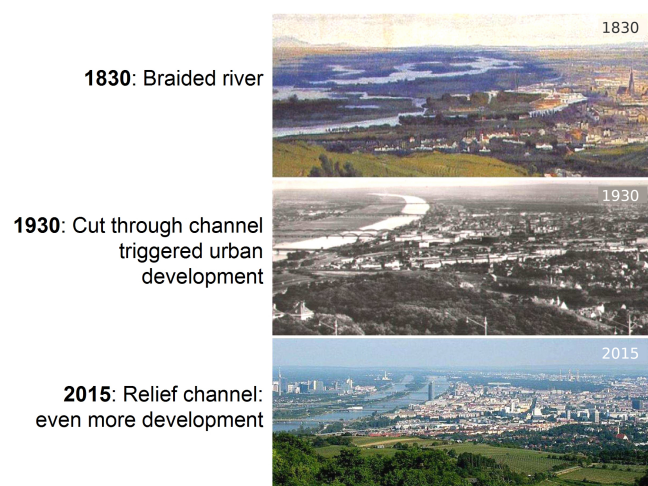 1830: Braided river
1830
1930: Cut through channel
triggered urban
development
1930
2015: Relief channel:
even more development
2015